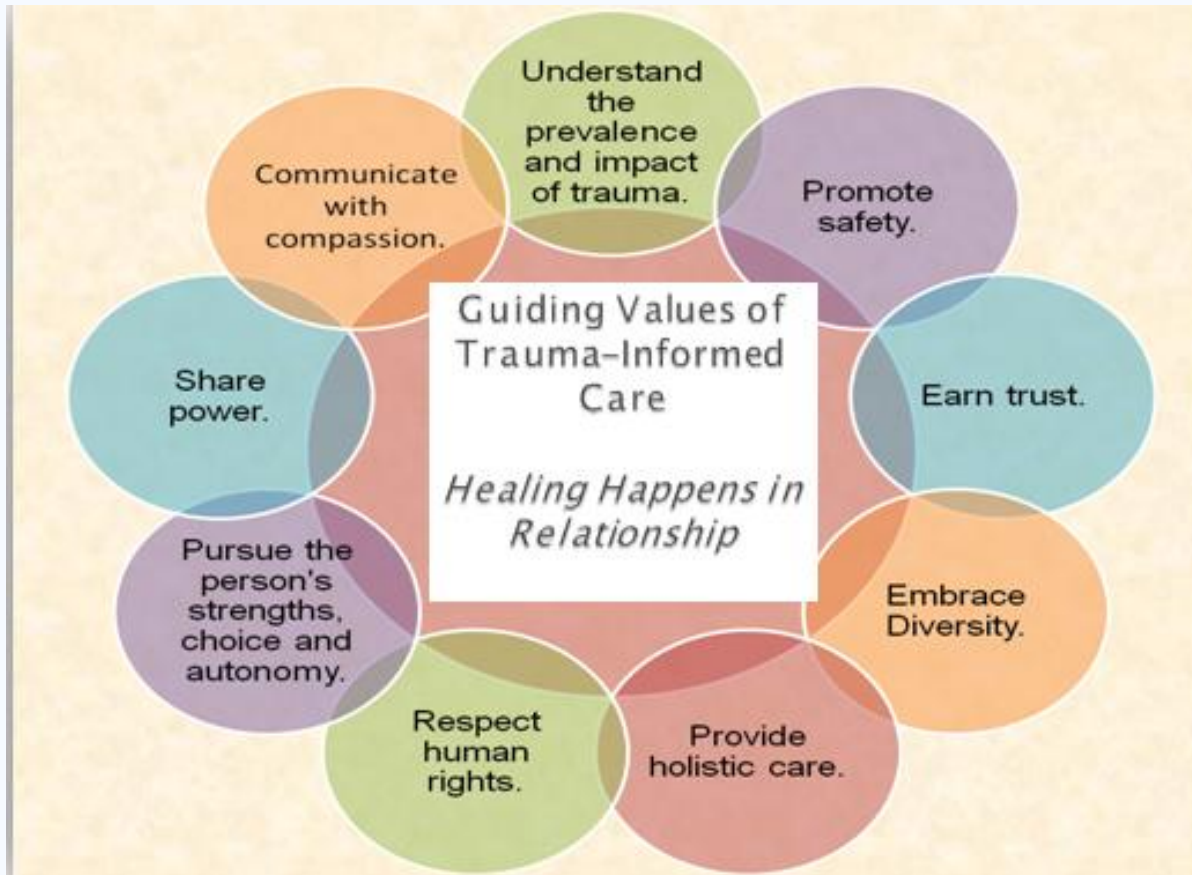 Understand
the
prevalence
and impact
of trauma.
Promote
safety.
Earn trust.
Embrace
Diversity.
Provide
holistic care.
Respect
human
rights.
Pursue the
person's
strengths,
choice and
autonomy.
Share
power.
Communicate
with
compassion.
Guiding Values of
Trauma-Informed
Care
Healing Happens in
Relationship